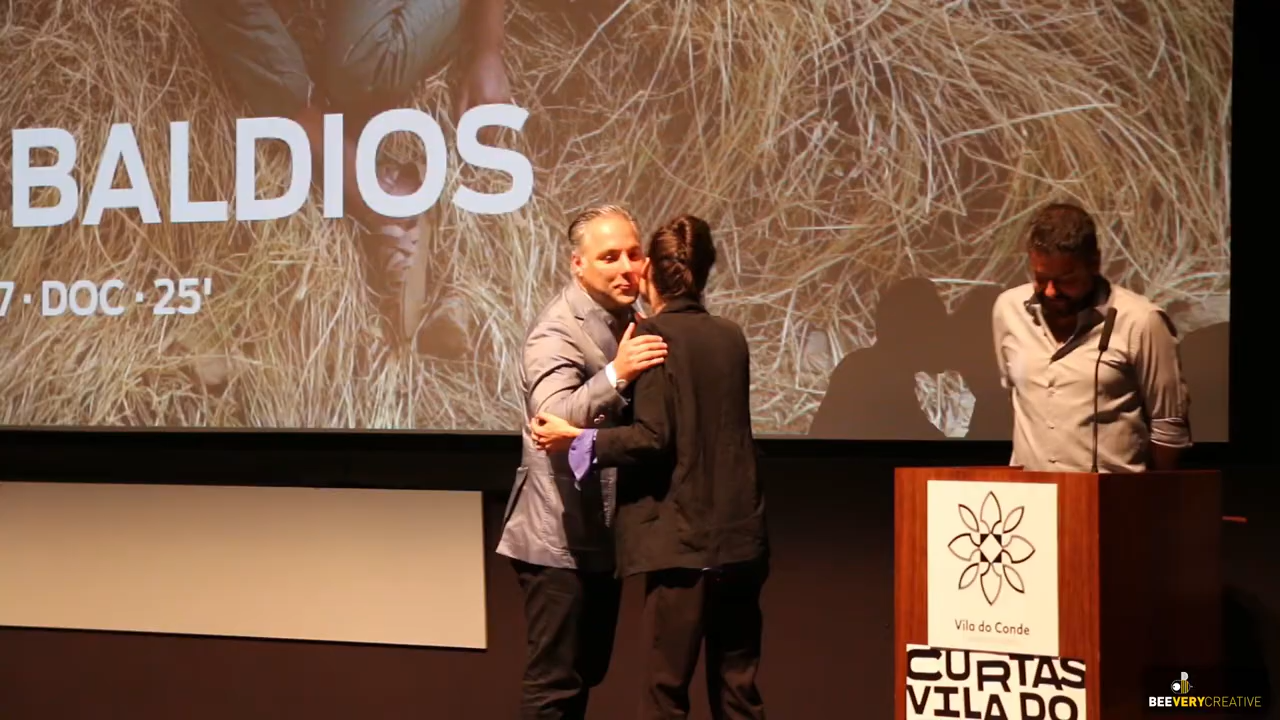 BALDIOS
7 · DOC · 25'
Vila do Conde
CURTAS
VILA DO
BEEVERYCREATIVE